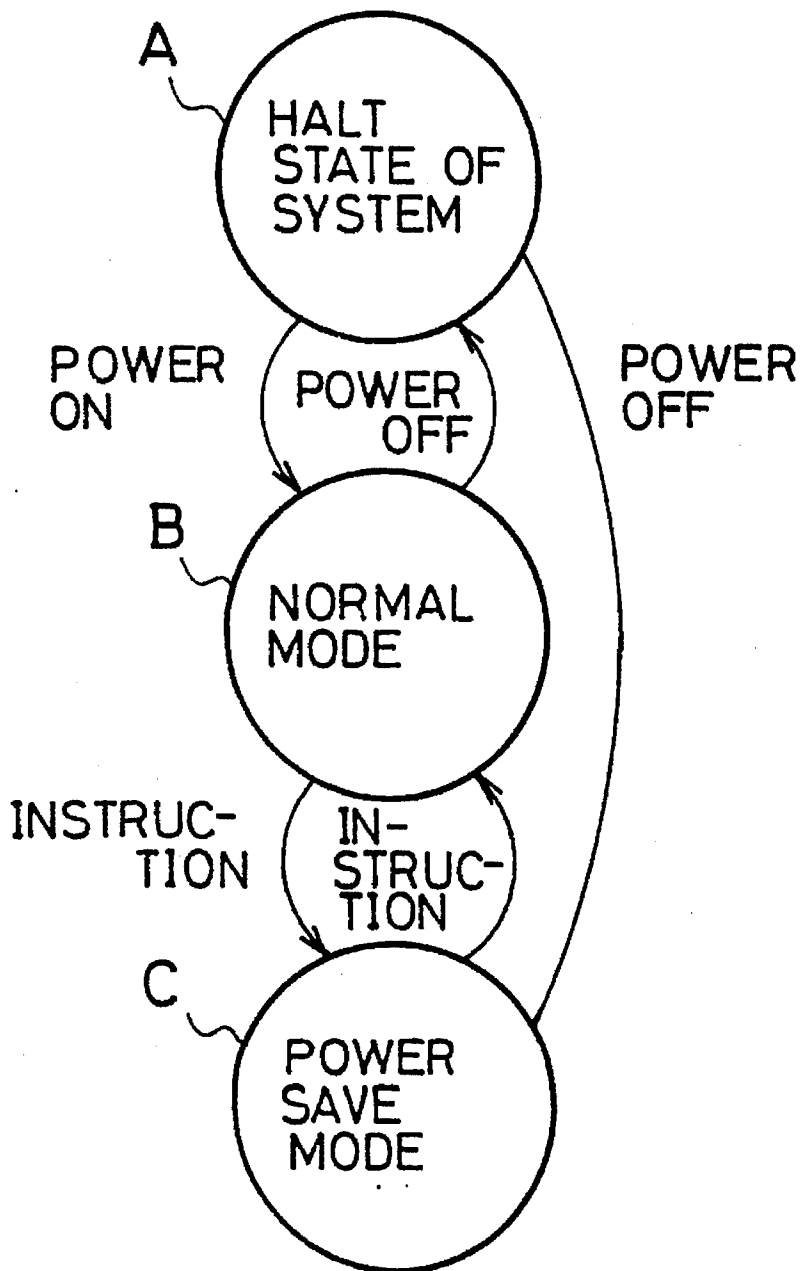 A
HALT
STATE OF
SYSTEM
POWER
ON
POWER
OFF
POWER
OFF
B
NORMAL
MODE
INSTRUC-
TION
IN-
STRUC-
TION
C
POWER
SAVE
MODE